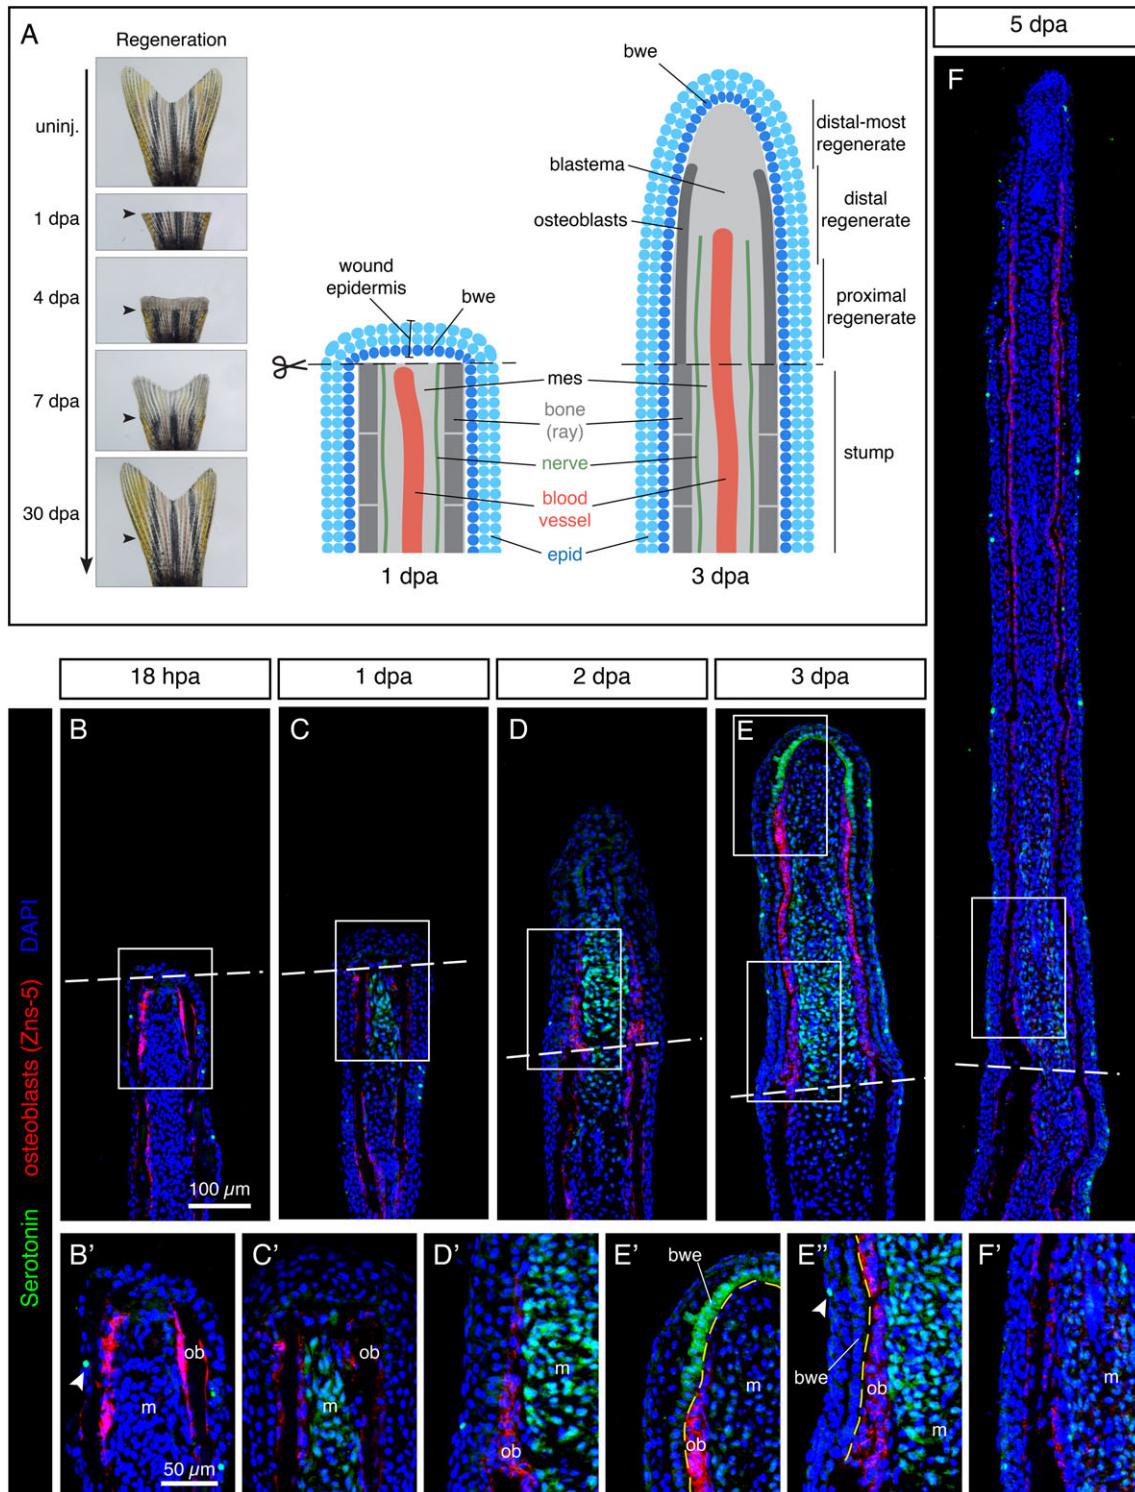 A
Regeneration
uninj.
1 dpa
4 dpa
7 dpa
30 dpa
bwe
blastema
osteoblasts
wound
epidermis
bwe
mes
bone
(ray)
nerve
blood
vessel
epid
1 dpa
3 dpa
distal-most
regenerate
distal
regenerate
proximal
regenerate
stump
5 dpa
F
18 hpa
1 dpa
2 dpa
3 dpa
Serotonin osteoblasts (Zns-5) DAPI
B
100 µm
C
D
E
B’
ob
m
50 µm
C’
ob
m
D’
m
ob
E’
bwe
m
ob
E’’
bwe
ob
m
F’
m